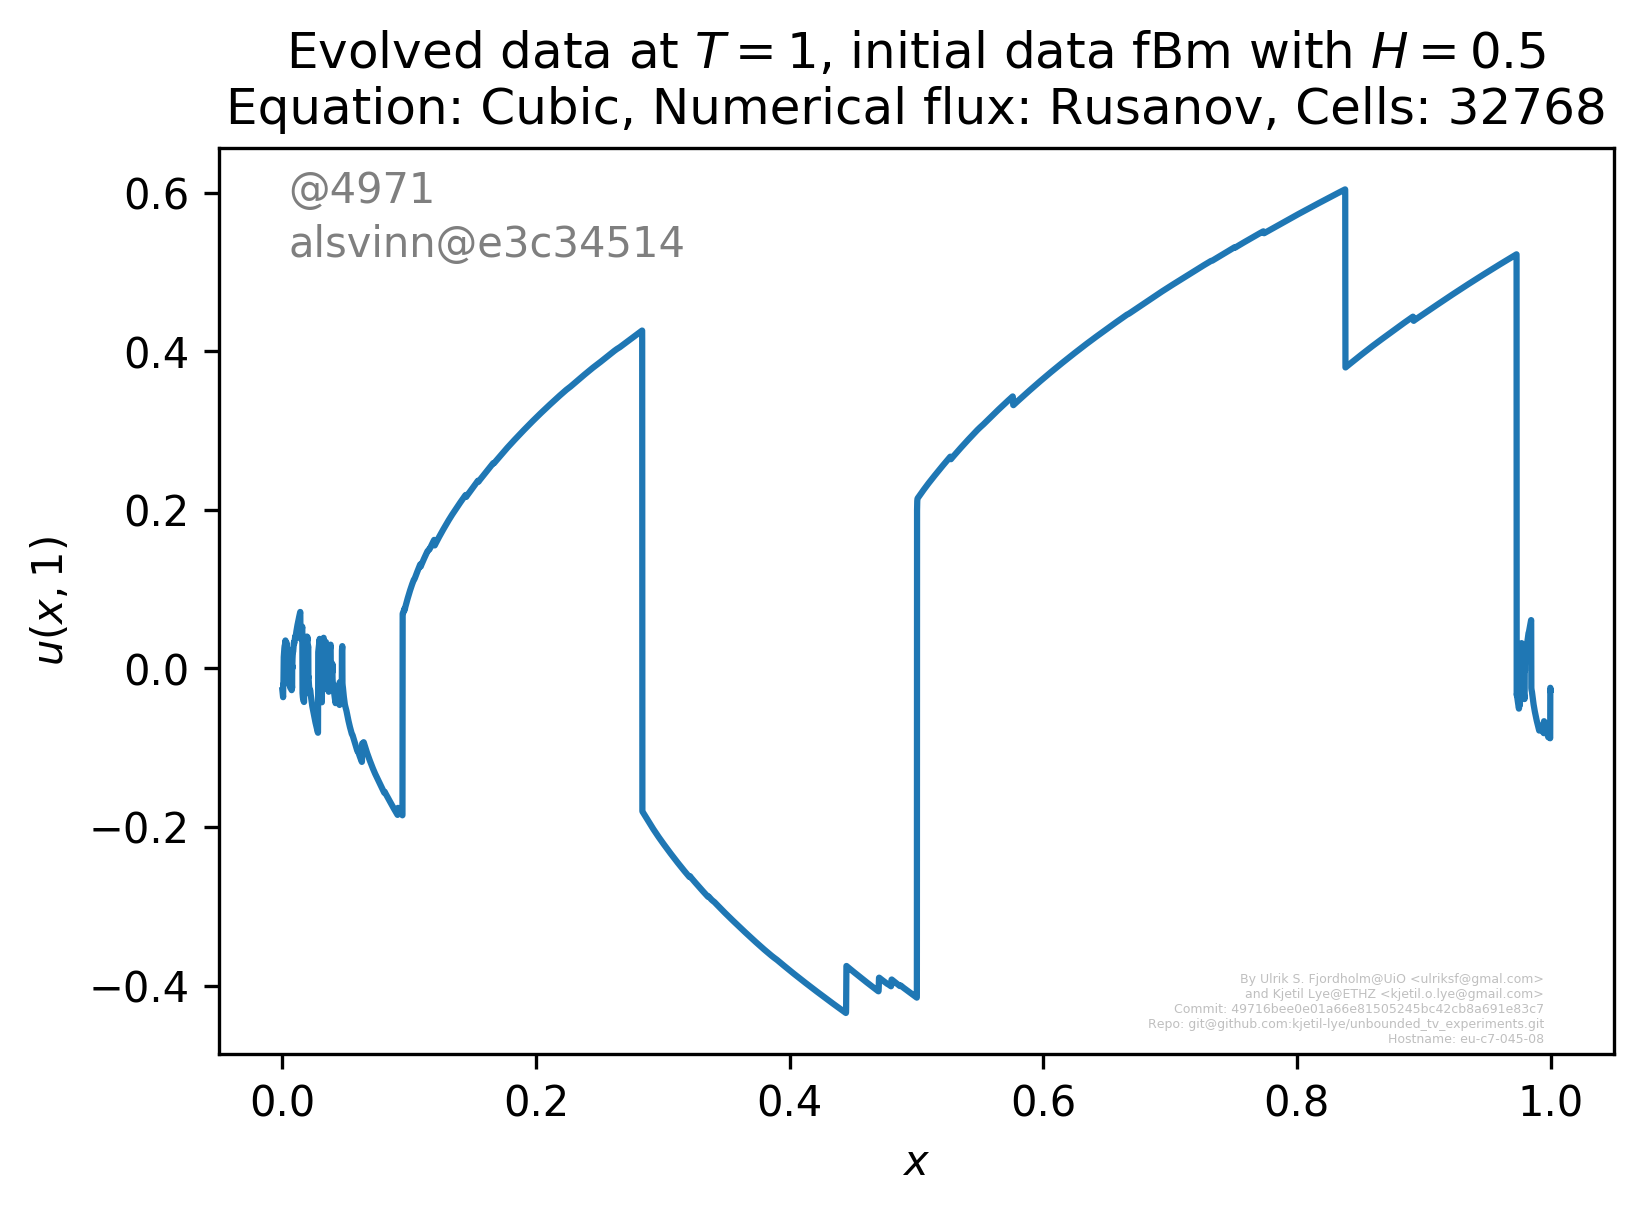 Evolved data at T = 1, initial data fBm with H = 0.5
Equation: Cubic, Numerical flux: Rusanov, Cells: 32768
@4971
alsvinn@e3c34514
0.6
0.4
0.2
0.0
−0.2
−0.4
u(x, 1)
By Ulrik S. Fjordholm@UiO <ulriksf@gmal.com>
and Kjetil Lye@ETHZ <kjetil.o.lye@gmail.com>
Commit: 49716bee0e01a66e81505245bc42cb8a691e83c7
Repo: git@github.com:kjetil-lye/unbounded_tv_experiments.git
Hostname: eu-c7-045-08
0.0 0.2 0.4 0.6 0.8 1.0
x